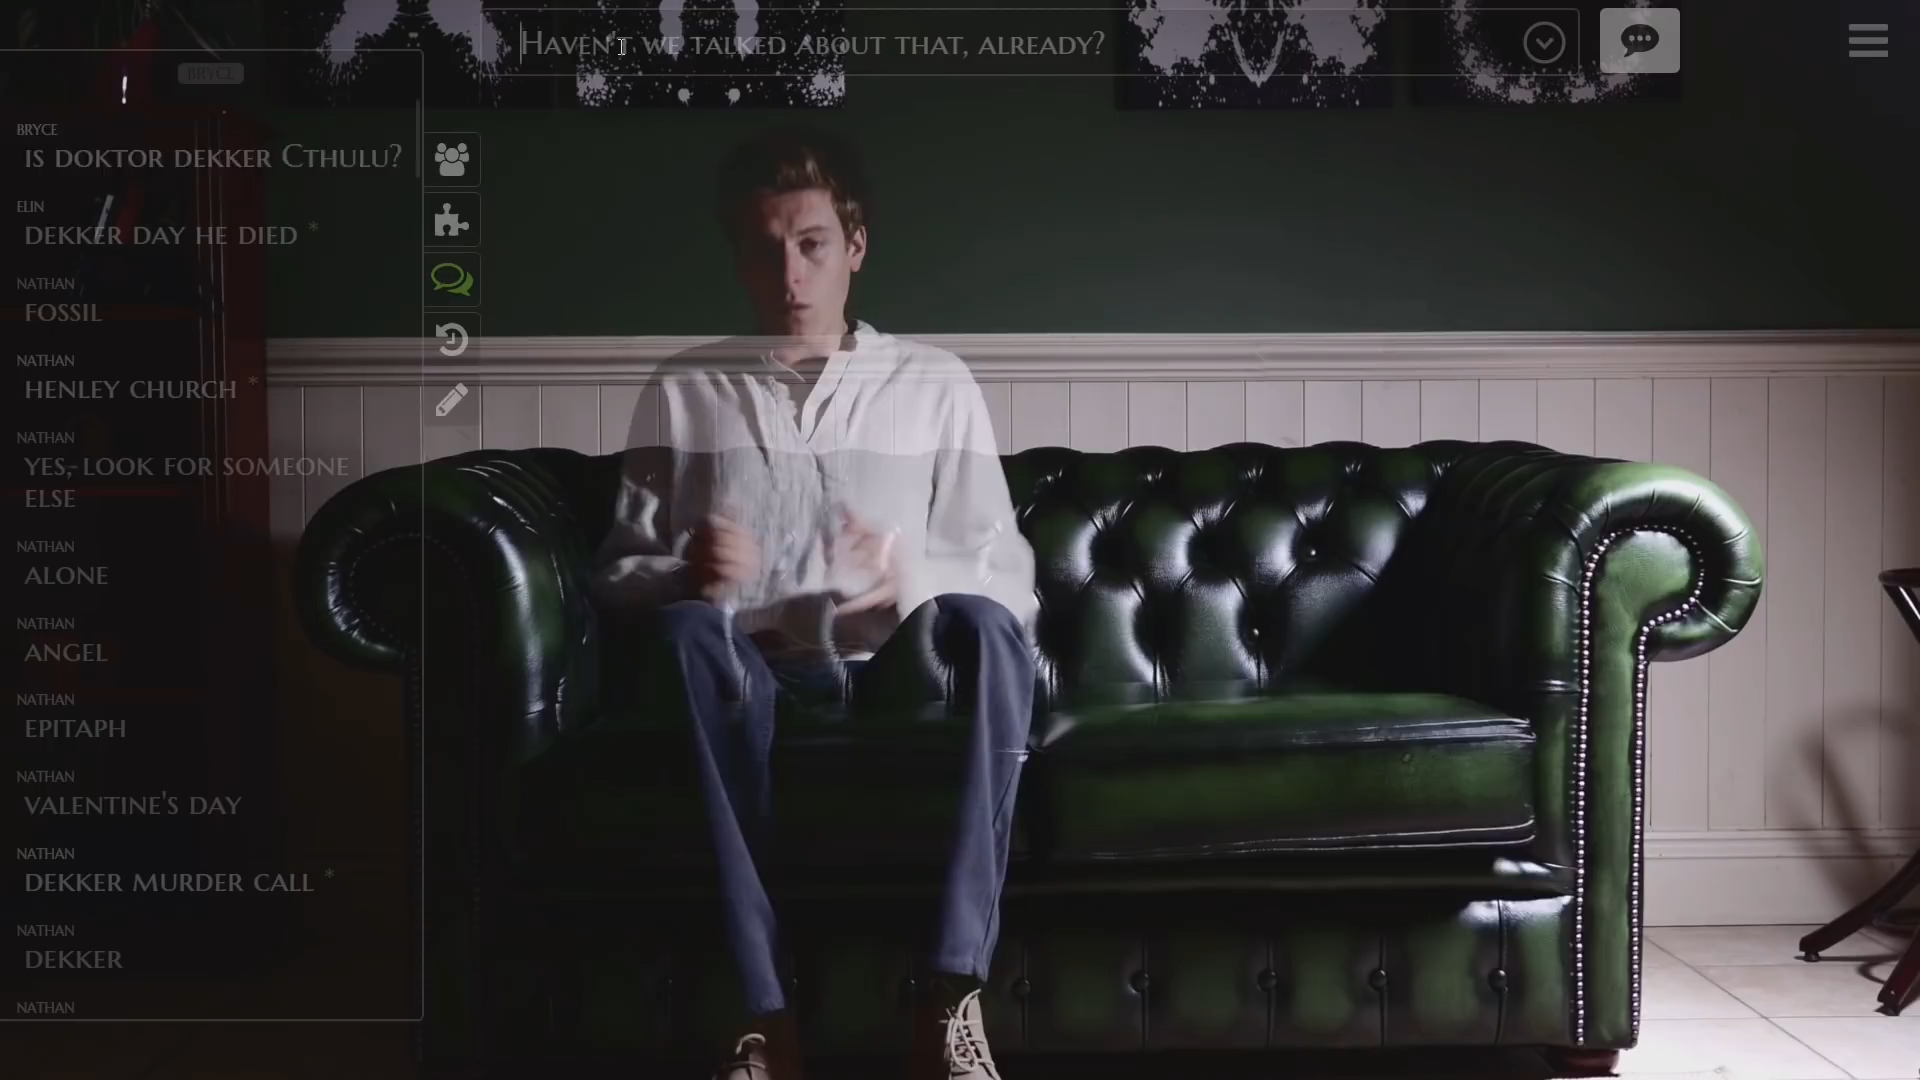 Haven't we talked about that, already?
BRYCE
BRYCE
is doktor dekker Cthulu?
ELIN
dekker day he died *
NATHAN
fossil
NATHAN
henley church *
NATHAN
yes, look for someone
else
NATHAN
alone
NATHAN
angel
NATHAN
epitaph
NATHAN
valentine's day
NATHAN
dekker murder call *
NATHAN
dekker
NATHAN